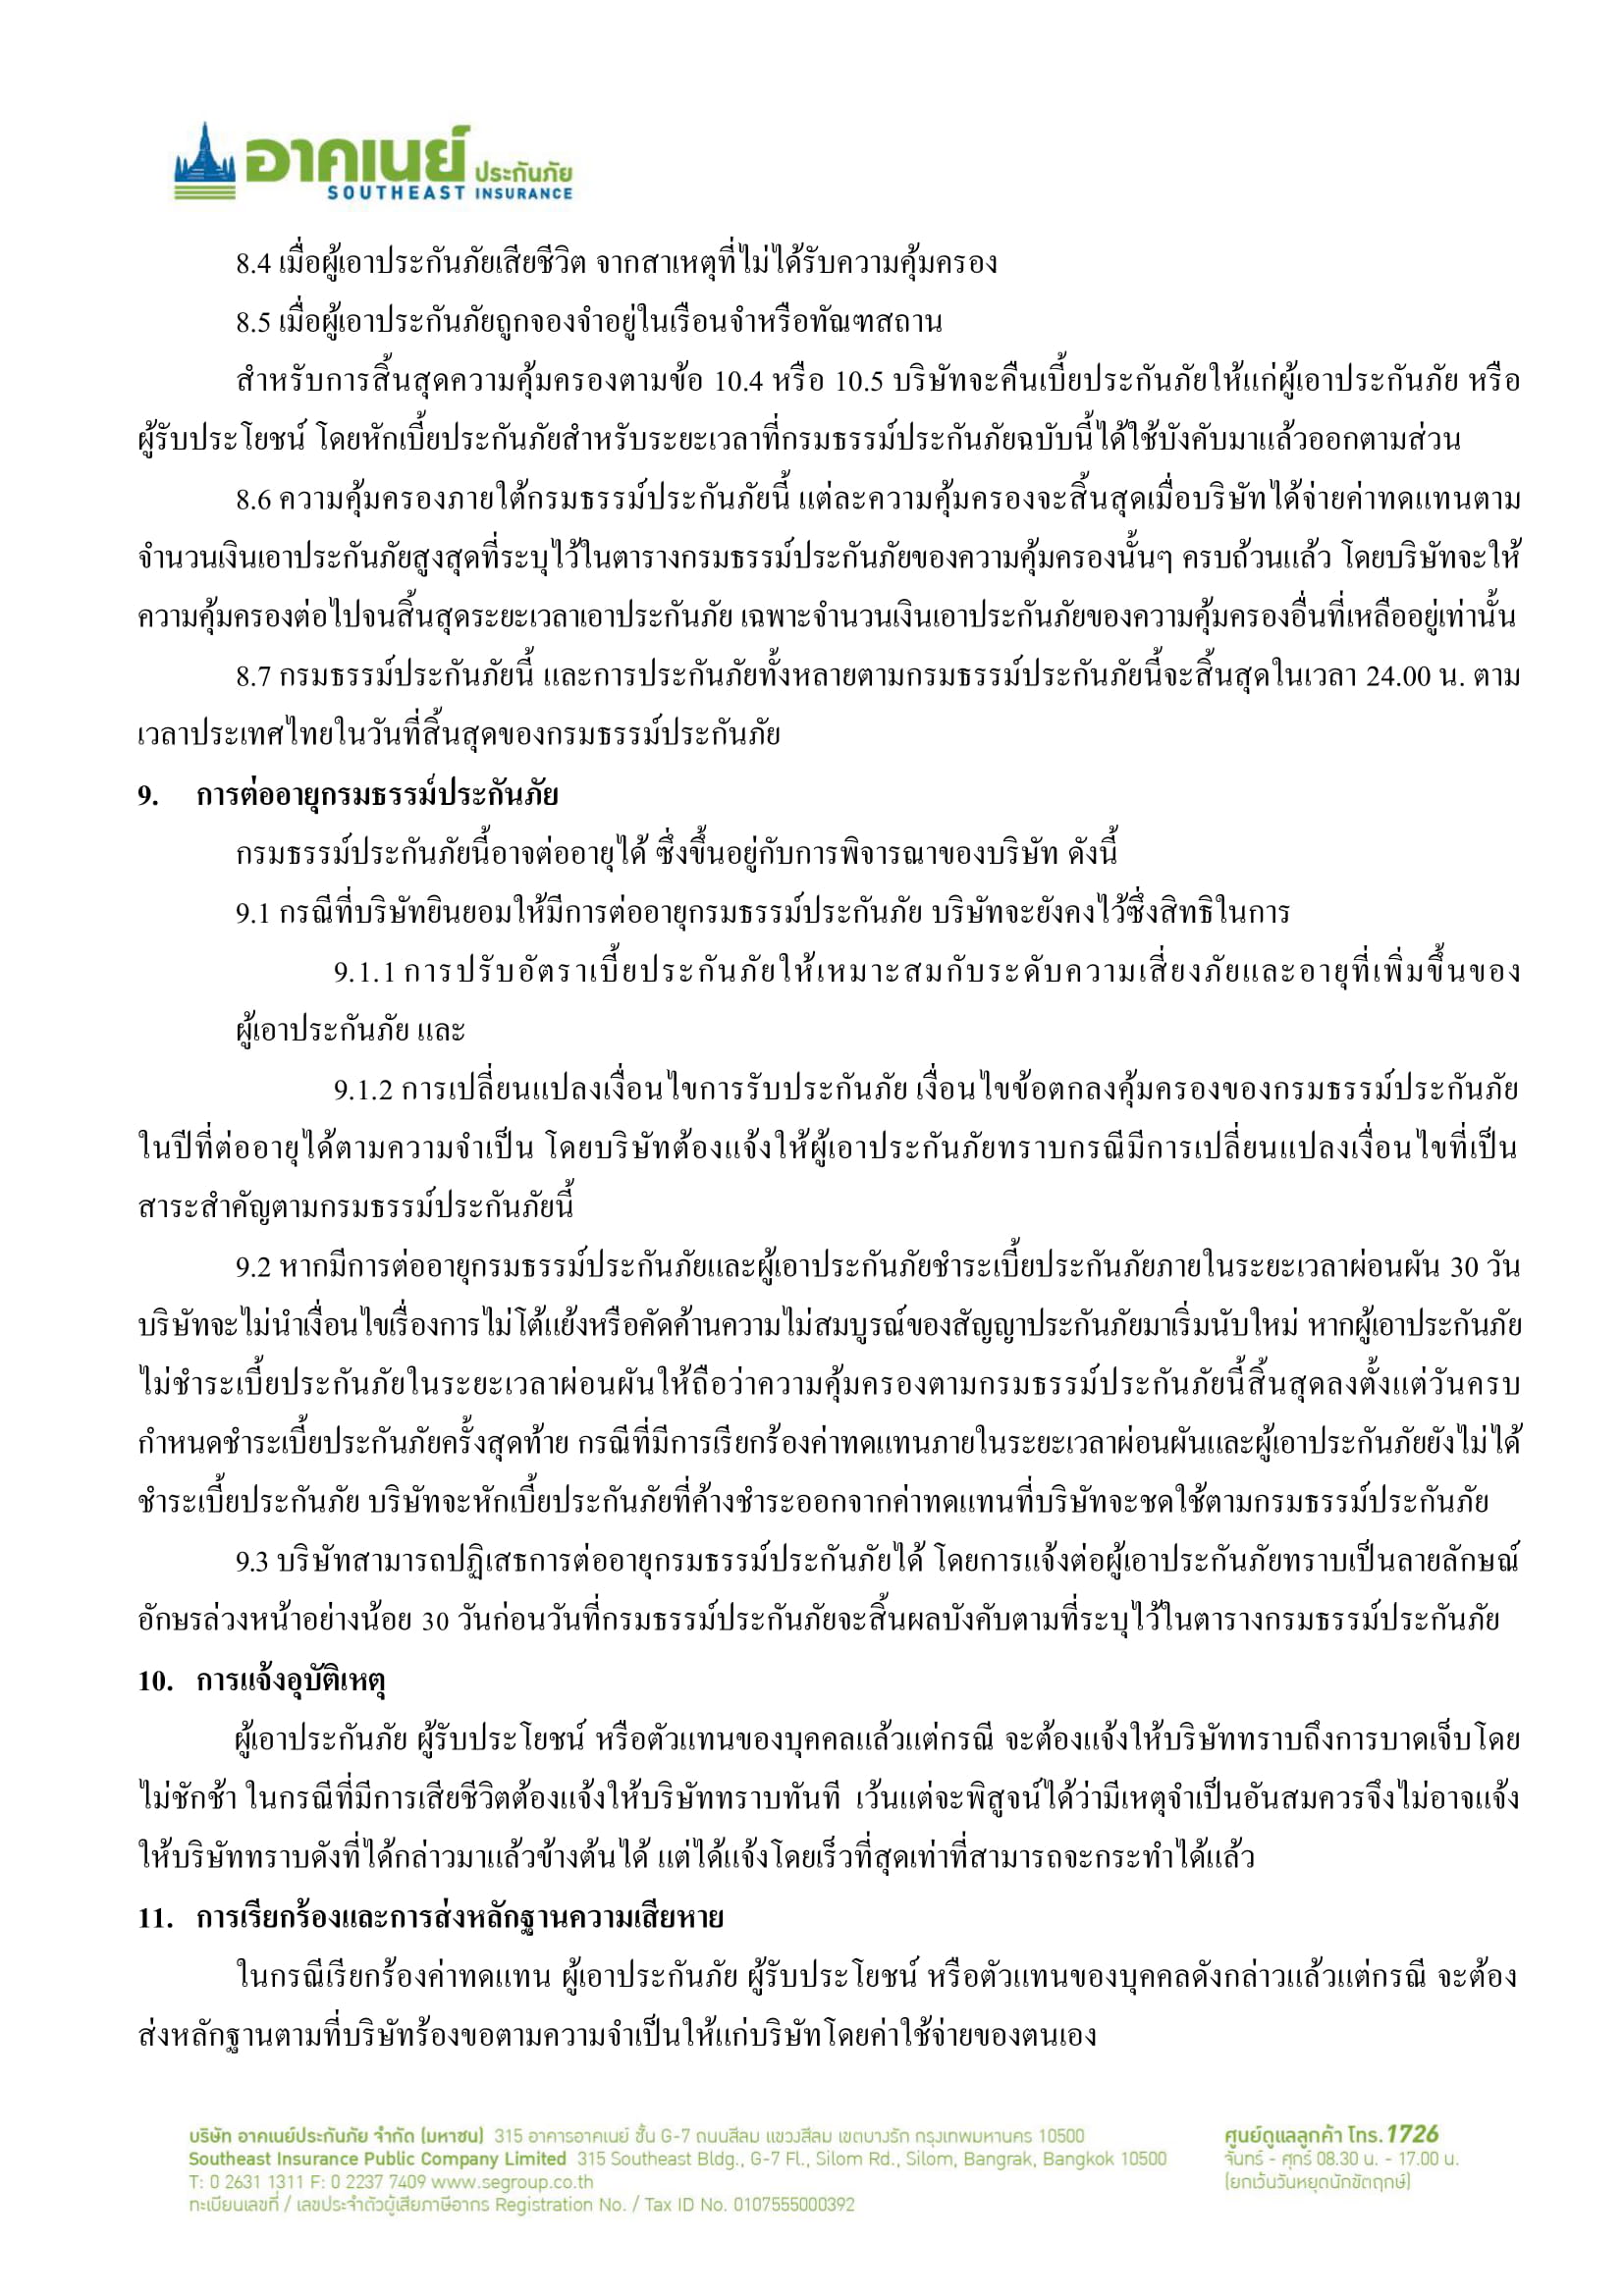 อาคเนย์ ประกันภัย
SOUTHEAST INSURANCE
8.4 เมื่อผู้เอาประกันภัยเสียชีวิต จากสาเหตุที่ไม่ได้รับความคุ้มครอง
8.5 เมื่อผู้เอาประกันภัยถูกจองจำอยู่ในเรือนจำหรือทัณฑสถาน
สำหรับการสิ้นสุดความคุ้มครองตามข้อ 10.4 หรือ 10.5 บริษัทจะคืนเบี้ยประกันภัยให้แก่ผู้เอาประกันภัย หรือ
ผู้รับประโยชน์ โดยหักเบี้ยประกันภัยสำหรับระยะเวลาที่กรมธรรม์ประกันภัยฉบับนี้ได้ใช้บังคับมาแล้วออกตามส่วน
8.6 ความคุ้มครองภายใต้กรมธรรม์ประกันภัยนี้ แต่ละความคุ้มครองจะสิ้นสุดเมื่อบริษัทได้จ่ายค่าทดแทนตาม
จำนวนเงินเอาประกันภัยสูงสุดที่ระบุไว้ในตารางกรมธรรม์ประกันภัยของความคุ้มครองนั้นๆ ครบถ้วนแล้ว โดยบริษัทจะให้
ความคุ้มครองต่อไปจนสิ้นสุดระยะเวลาเอาประกันภัย เฉพาะจำนวนเงินเอาประกันภัยของความคุ้มครองอื่นที่เหลืออยู่เท่านั้น
8.7 กรมธรรม์ประกันภัยนี้ และการประกันภัยทั้งหลายตามกรมธรรม์ประกันภัยนี้จะสิ้นสุดในเวลา 24.00 น. ตาม
เวลาประเทศไทยในวันที่สิ้นสุดของกรมธรรม์ประกันภัย
9. การต่ออายุกรมธรรม์ประกันภัย
กรมธรรม์ประกันภัยนี้อาจต่ออายุได้ ซึ่งขึ้นอยู่กับการพิจารณาของบริษัท ดังนี้
9.1 กรณีที่บริษัทยินยอมให้มีการต่ออายุกรมธรรม์ประกันภัย บริษัทจะยังคงไว้ซึ่งสิทธิในการ
9.1.1 การปรับอัตราเบี้ยประกันภัยให้เหมาะสมกับระดับความเสี่ยงภัยและอายุที่เพิ่มขึ้นของ
ผู้เอาประกันภัย และ
9.1.2 การเปลี่ยนแปลงเงื่อนไขการรับประกันภัย เงื่อนไขข้อตกลงคุ้มครองของกรมธรรม์ประกันภัย
ในปีที่ต่ออายุได้ตามความจำเป็น โดยบริษัทต้องแจ้งให้ผู้เอาประกันภัยทราบกรณีมีการเปลี่ยนแปลงเงื่อนไขที่เป็น
สาระสำคัญตามกรมธรรม์ประกันภัยนี้
9.2 หากมีการต่ออายุกรมธรรม์ประกันภัยและผู้เอาประกันภัยชำระเบี้ยประกันภัยภายในระยะเวลาผ่อนผัน 30 วัน
บริษัทจะไม่นำเงื่อนไขเรื่องการไม่โต้แย้งหรือคัดค้านความไม่สมบูรณ์ของสัญญาประกันภัยมาเริ่มนับใหม่ หากผู้เอาประกันภัย
ไม่ชำระเบี้ยประกันภัยในระยะเวลาผ่อนผันให้ถือว่าความคุ้มครองตามกรมธรรม์ประกันภัยนี้สิ้นสุดลงตั้งแต่วันครบ
กำหนดชำระเบี้ยประกันภัยครั้งสุดท้าย กรณีที่มีการเรียกร้องค่าทดแทนภายในระยะเวลาผ่อนผันและผู้เอาประกันภัยยังไม่ได้
ชำระเบี้ยประกันภัย บริษัทจะหักเบี้ยประกันภัยที่ค้างชำระออกจากค่าทดแทนที่บริษัทจะชดใช้ตามกรมธรรม์ประกันภัย
9.3 บริษัทสามารถปฏิเสธการต่ออายุกรมธรรม์ประกันภัยได้ โดยการแจ้งต่อผู้เอาประกันภัยทราบเป็นลายลักษณ์
อักษรล่วงหน้าอย่างน้อย 30 วันก่อนวันที่กรมธรรม์ประกันภัยจะสิ้นผลบังคับตามที่ระบุไว้ในตารางกรมธรรม์ประกันภัย
10. การแจ้งอุบัติเหตุ
ผู้เอาประกันภัย ผู้รับประโยชน์ หรือตัวแทนของบุคคลแล้วแต่กรณี จะต้องแจ้งให้บริษัททราบถึงการบาดเจ็บโดย
ไม่ชักช้า ในกรณีที่มีการเสียชีวิตต้องแจ้งให้บริษัททราบทันที เว้นแต่จะพิสูจน์ได้ว่ามีเหตุจำเป็นอันสมควรจึงไม่อาจแจ้ง
ให้บริษัททราบดังที่ได้กล่าวมาแล้วข้างต้นได้ แต่ได้แจ้งโดยเร็วที่สุดเท่าที่สามารถจะกระทำได้แล้ว
11. การเรียกร้องและการส่งหลักฐานความเสียหาย
ในกรณีเรียกร้องค่าทดแทน ผู้เอาประกันภัย ผู้รับประโยชน์ หรือตัวแทนของบุคคลดังกล่าวแล้วแต่กรณี จะต้อง
ส่งหลักฐานตามที่บริษัทร้องขอตามความจำเป็นให้แก่บริษัทโดยค่าใช้จ่ายของตนเอง
บริษัท อาคเนย์ประกันภัย จำกัด (มหาชน) 315 อาคารอาคเนย์ ชั้น G-7 ถนนสีลม แขวงสีลม เขตบางรัก กรุงเทพมหานคร 10500
Southeast Insurance Public Company Limited 315 Southeast Bldg., G-7 Fl., Silom Rd., Silom, Bangrak, Bangkok 10500
T: 0 2631 1311 F: 0 2237 7409 www.segroup.co.th
ทะเบียนเลขที่ / เลขประจำตัวผู้เสียภาษีอากร Registration No. / Tax ID No. 0107555000392
ศูนย์ดูแลลูกค้า โทร.1726
จันทร์ - ศุกร์ 08.30 น. - 17.00 น.
(ยกเว้นวันหยุดนักขัตฤกษ์)